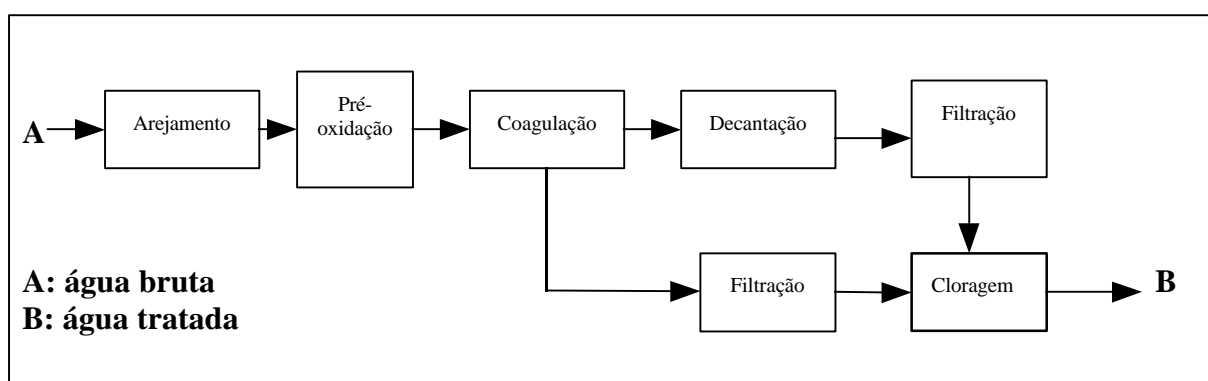 A
Arejamento
Pré-
oxidação
Coagulação
Decantação
Filtração
Filtração
Cloragem
B
A: água bruta
B: água tratada